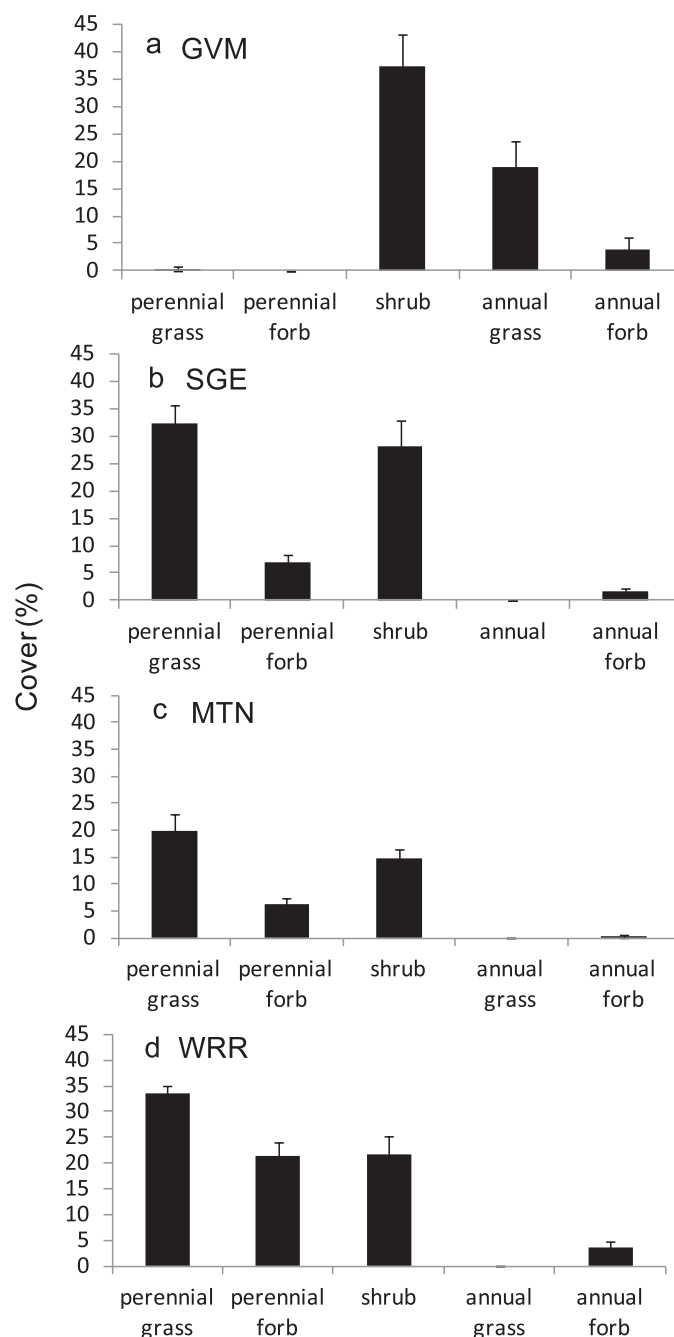 a GVM
45
40
35
30
25
20
15
10
5
0
perennial grass
perennial forb
shrub
annual grass
annual forb
b SGE
45
40
35
30
25
20
15
10
5
0
perennial grass
perennial forb
shrub
annual
annual forb
Cover (%)
c MTN
45
40
35
30
25
20
15
10
5
0
perennial grass
perennial forb
shrub
annual grass
annual forb
d WRR
45
40
35
30
25
20
15
10
5
0
perennial grass
perennial forb
shrub
annual grass
annual forb